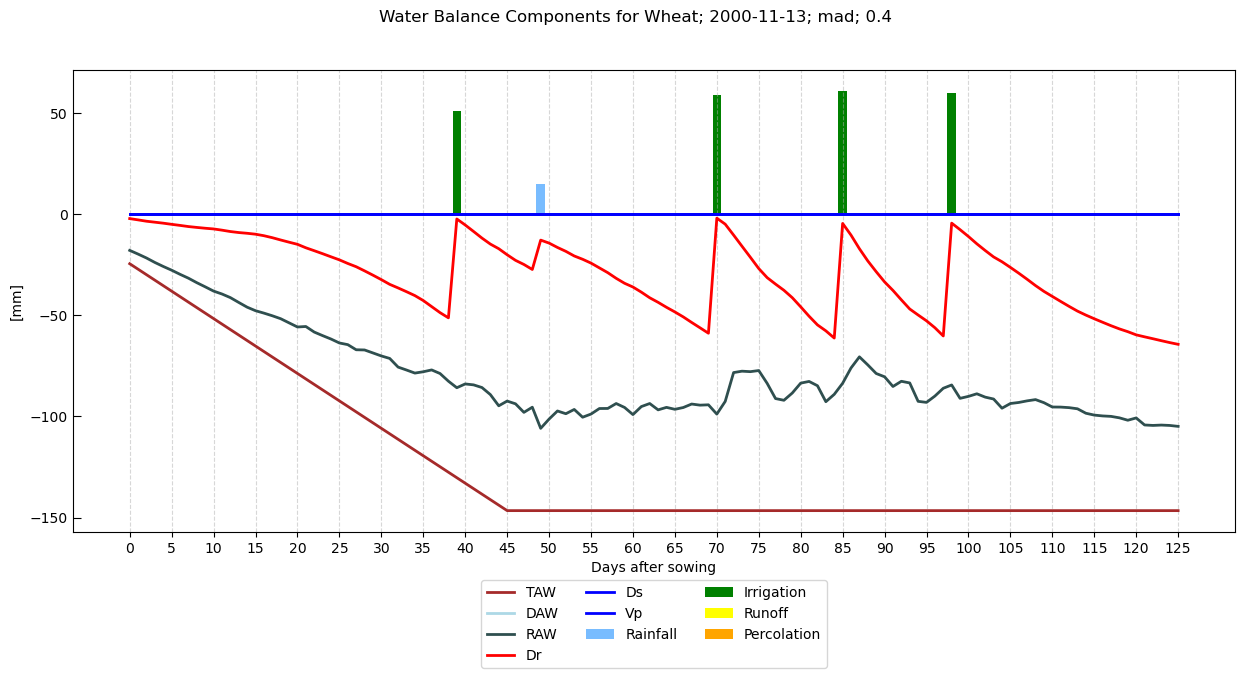 Water Balance Components for Wheat; 2000-11-13; mad; 0.4
50
0
−50
−100
−150
[mm]
0 5 10 15 20 25 30 35 40 45 50 55 60 65 70 75 80 85 90 95 100 105 110 115 120 125
Days after sowing
TAW
DAW
RAW
Dr
Ds
Vp
Rainfall
Irrigation
Runoff
Percolation